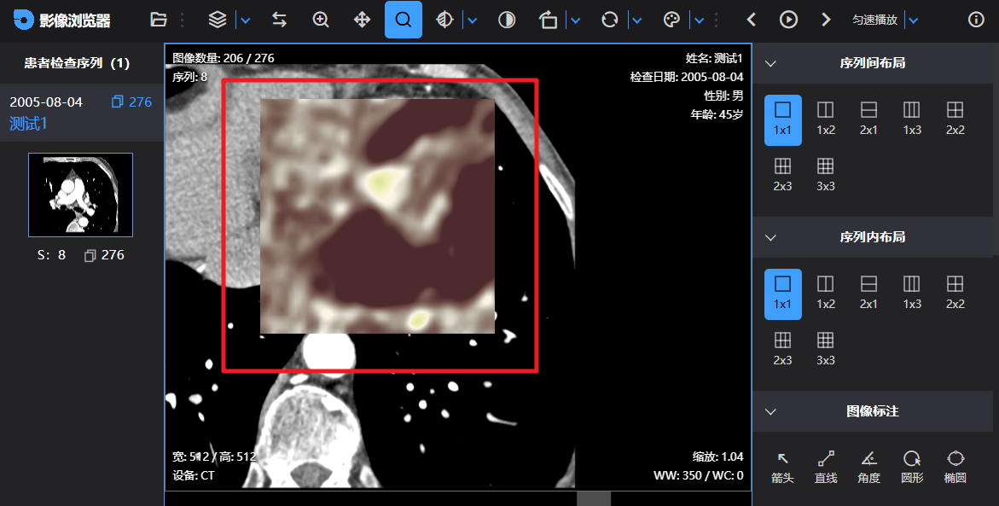 影像浏览器
匀速播放
患者检查序列（1）
2005-08-04
276
测试1
S: 8
276
图像数量: 206 / 276
序列: 8
姓名: 测试1
检查日期: 2005-08-04
性别: 男
年龄: 45岁
宽: 512 / 高: 512
设备: CT
缩放: 1.04
WW: 350 / WC: 0
序列间布局
1x1 1x2 2x1 1x3 2x2
2x3 3x3
序列内布局
1x1 1x2 2x1 1x3 2x2
2x3 3x3
图像标注
箭头 直线 角度 圆形 椭圆